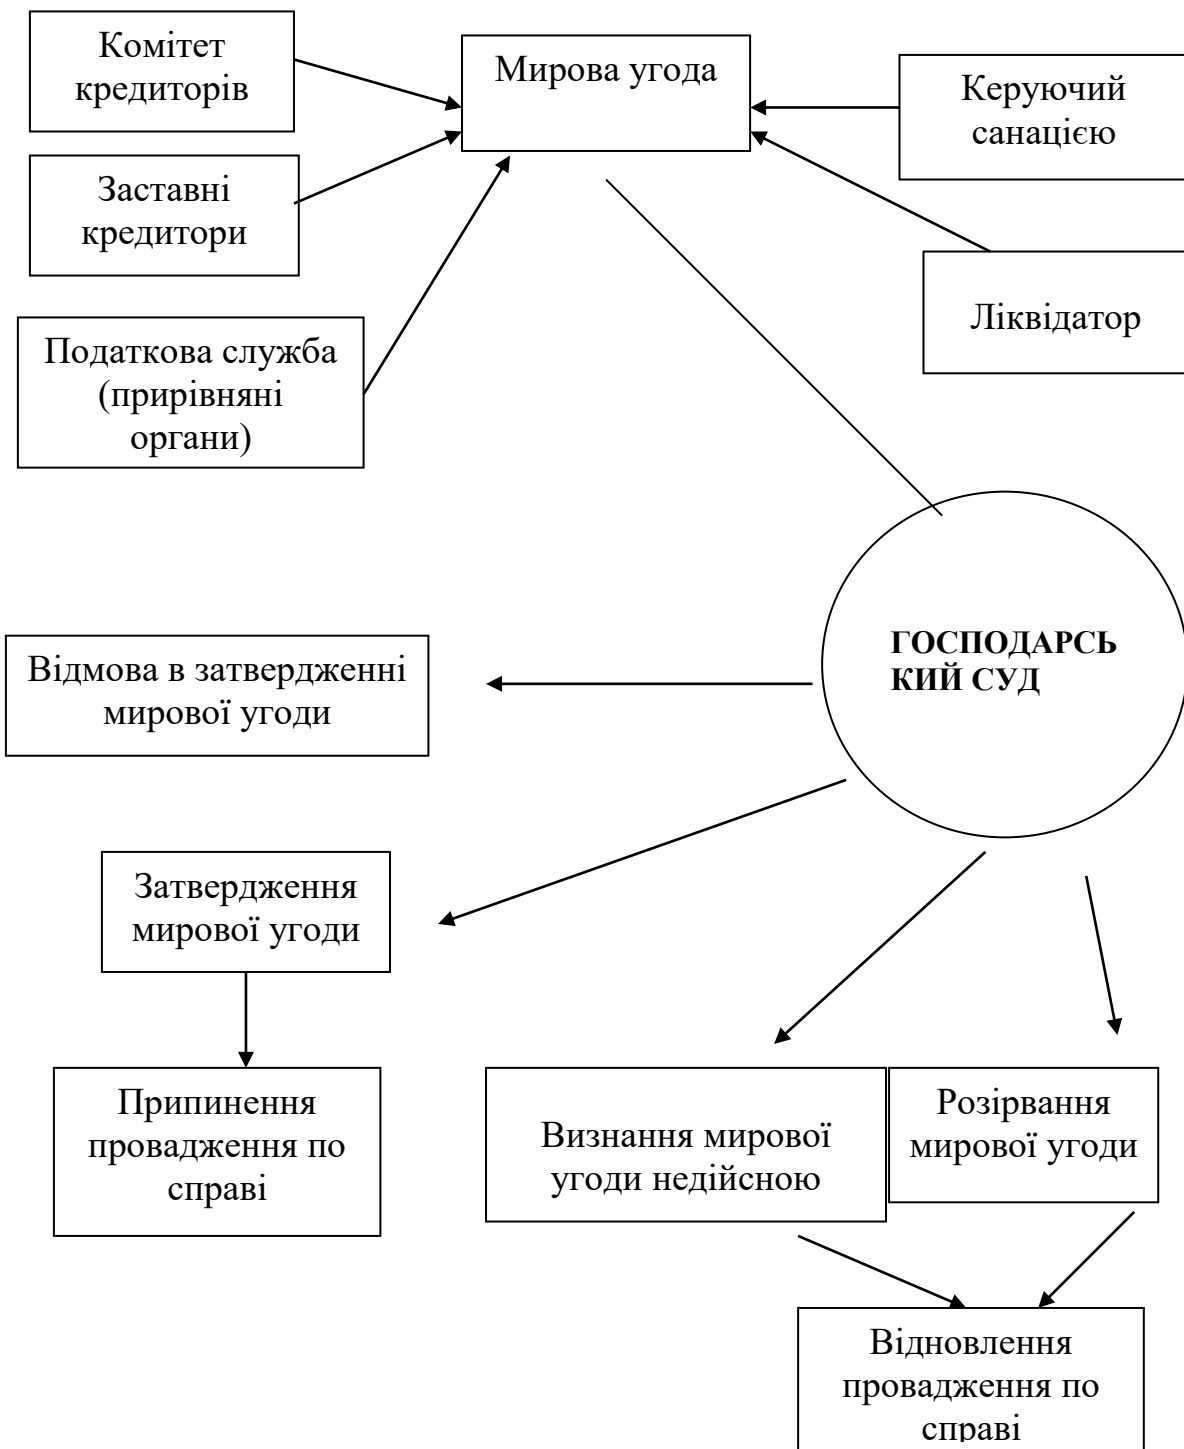 Комітет
кредиторів
Мирова угода
Керуючий
санацією
Заставні
кредитори
Ліквідатор
Податкова служба
(прирівняні
органи)
ГОСПОДАРСЬ
КИЙ СУД
Відмова в затвердженні
мирової угоди
Затвердження
мирової угоди
Припинення
провадження по
справі
Визнання мирової
угоди недійсною
Розірвання
мирової угоди
Відновлення
провадження по
справі